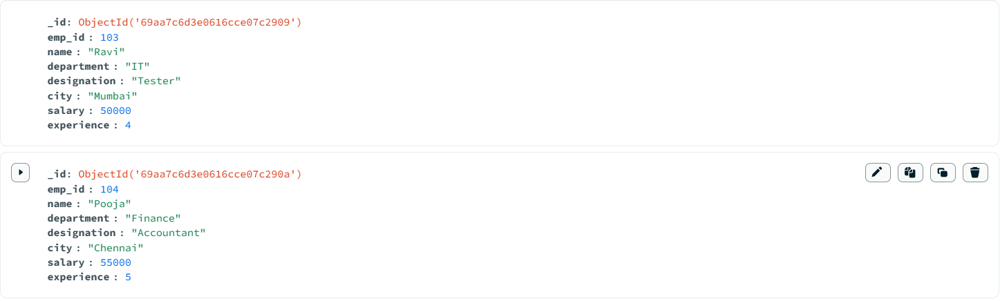 _id: ObjectId('69aa7c6d3e0616cce07c2909')
emp_id : 103
name : "Ravi"
department : "IT"
designation : "Tester"
city : "Mumbai"
salary : 50000
experience : 4
_id: ObjectId('69aa7c6d3e0616cce07c290a')
emp_id : 104
name : "Pooja"
department : "Finance"
designation : "Accountant"
city : "Chennai"
salary : 55000
experience : 5